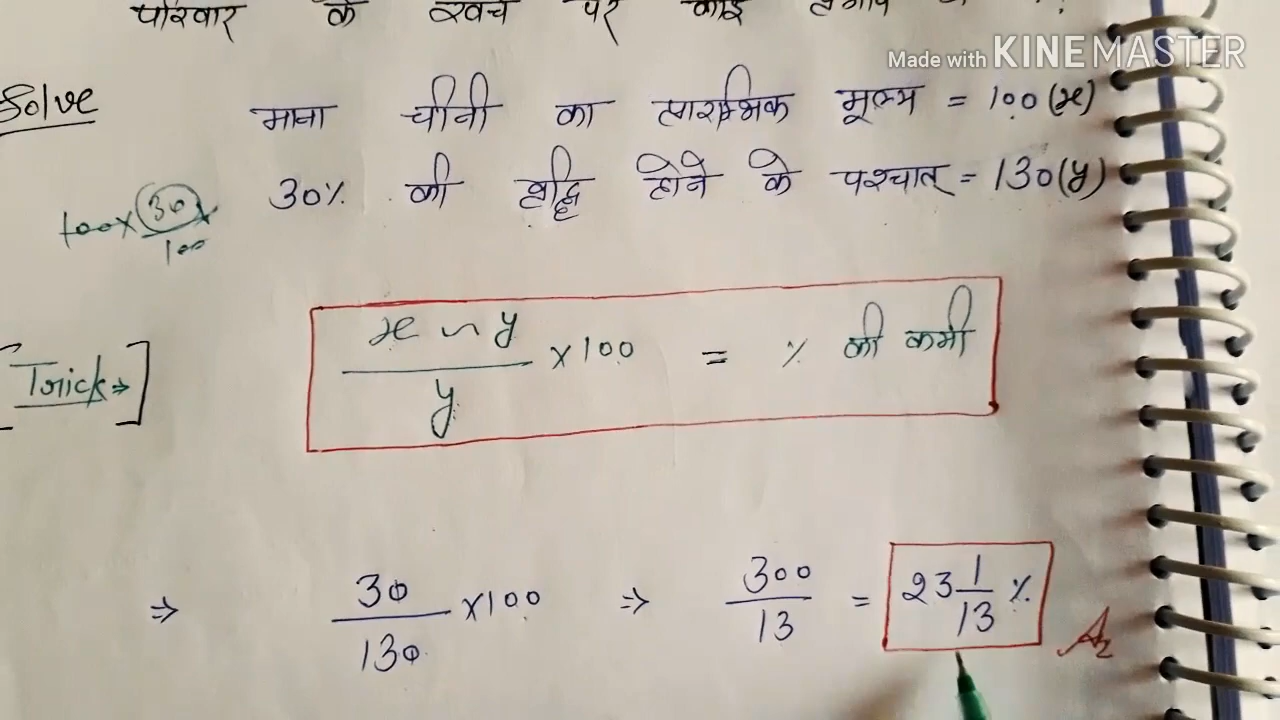 परिवार के खर्च पर कोई
Made with KINEMASTER
Solve
माना चीनी का प्रारम्भिक मूल्य = 100 (x)
30% की वृद्धि होने के पश्चात् = 130 (y)
100 × 30 / 100
[Trick ⇒]
x ~ y / y × 100 = % की कमी
⇒ 30 / 130 × 100 ⇒ 300 / 13 = 23 1/13 %